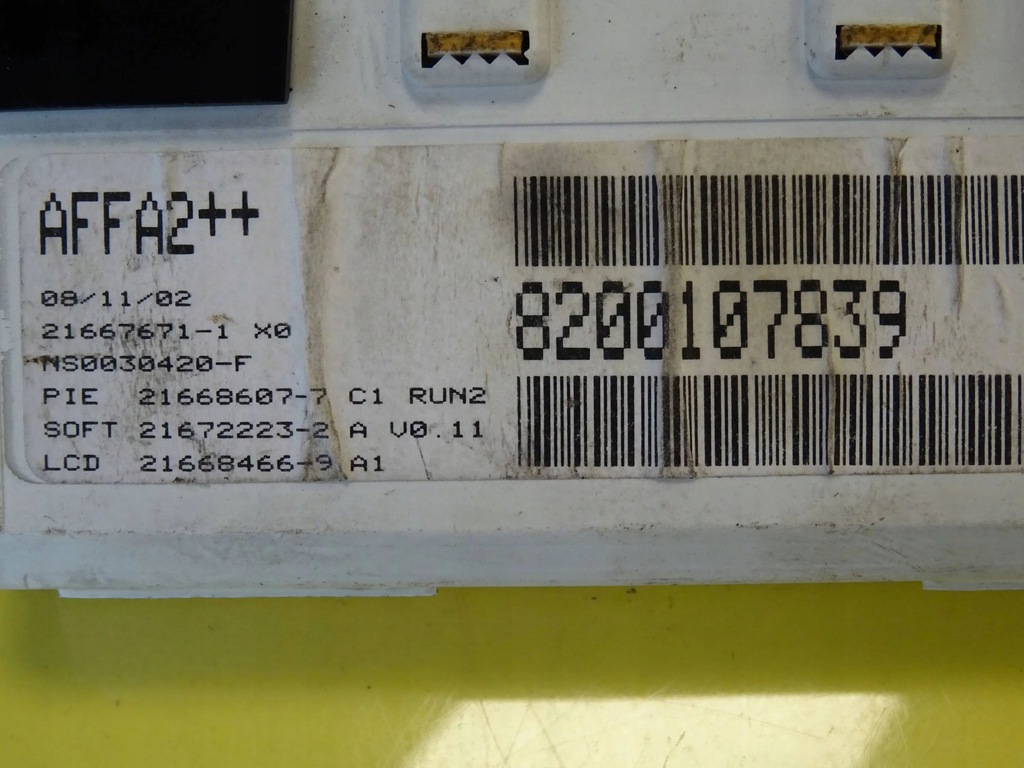 AFFA2++
08/11/02
21667671-1 X0
NS0030420-F
PIE 21668607-7 C1 RUN2
SOFT 21672223-2 A V0.11
LCD 21668466-9 A1
8200107839